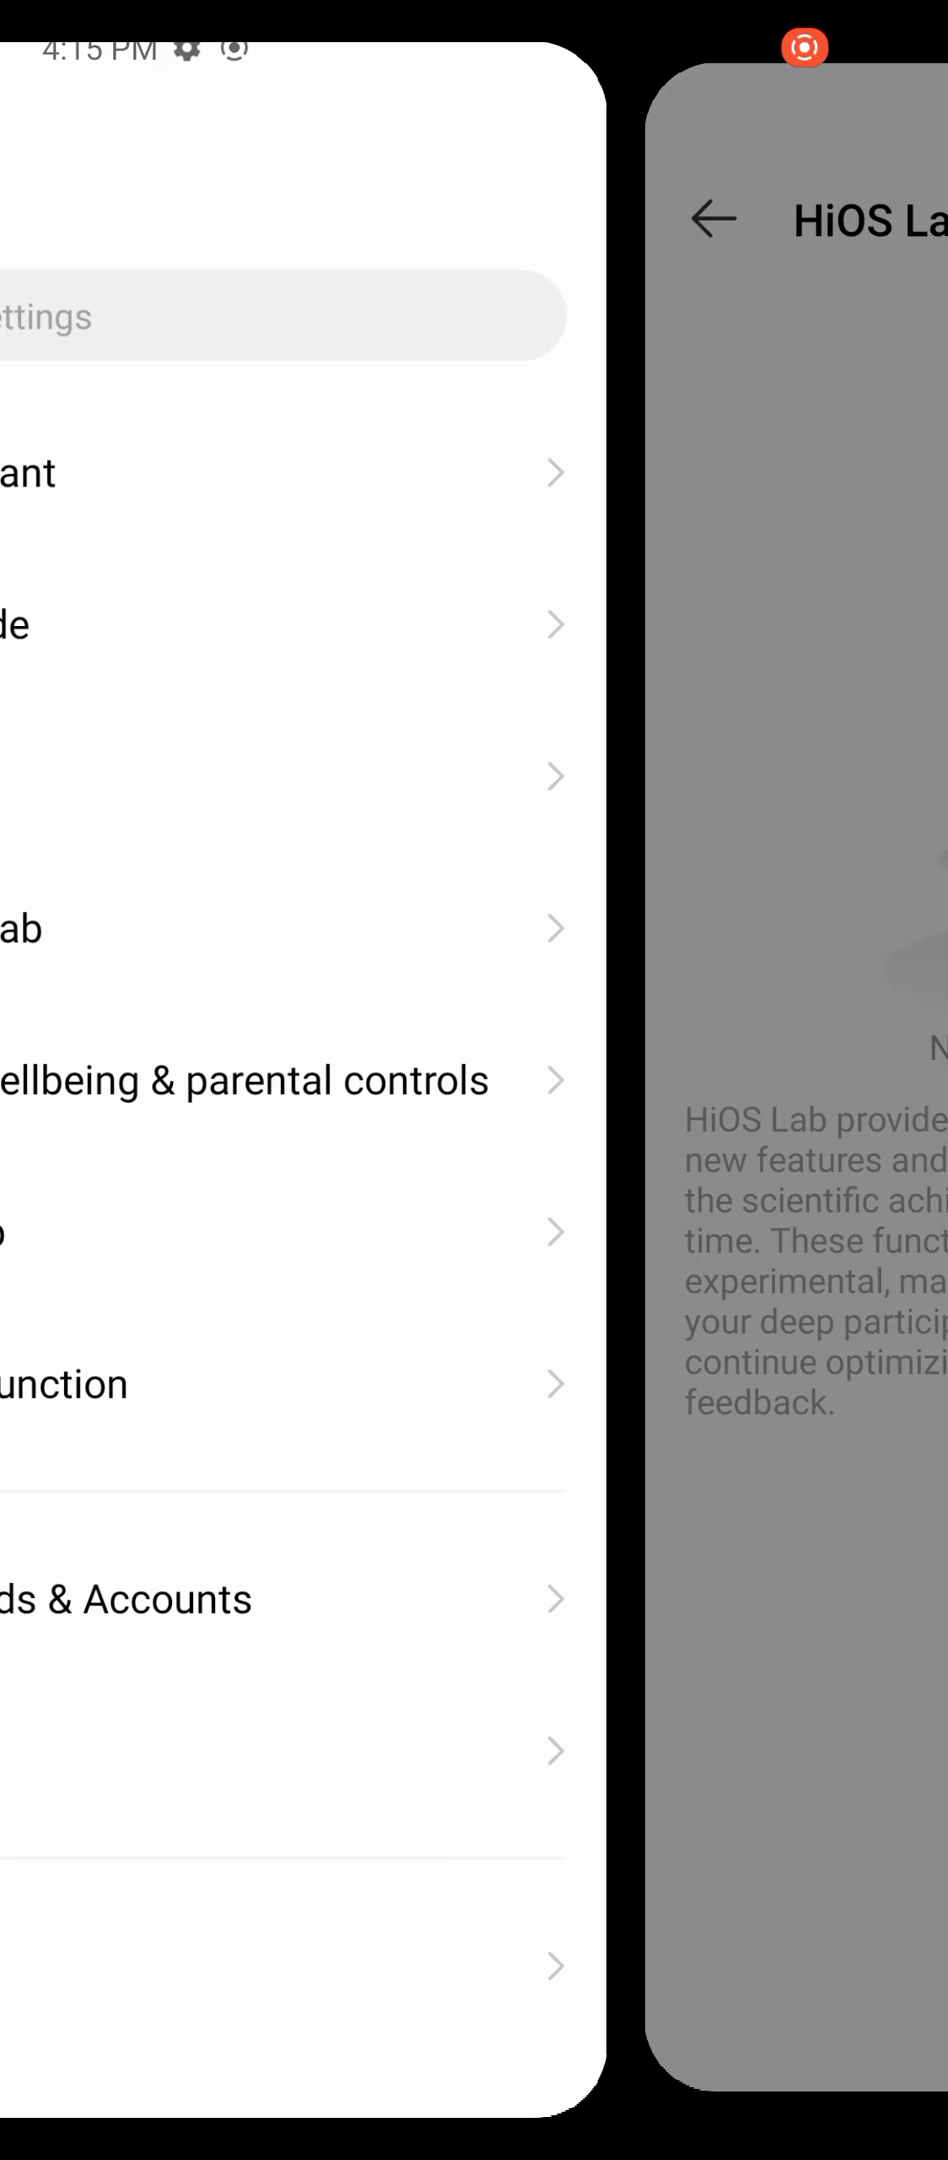 4:15 PM
ettings
ant
de
ab
ellbeing & parental controls
unction
ds & Accounts
HiOS La
N
HiOS Lab provide
new features and
the scientific achi
time. These funct
experimental, ma
your deep particip
continue optimizi
feedback.